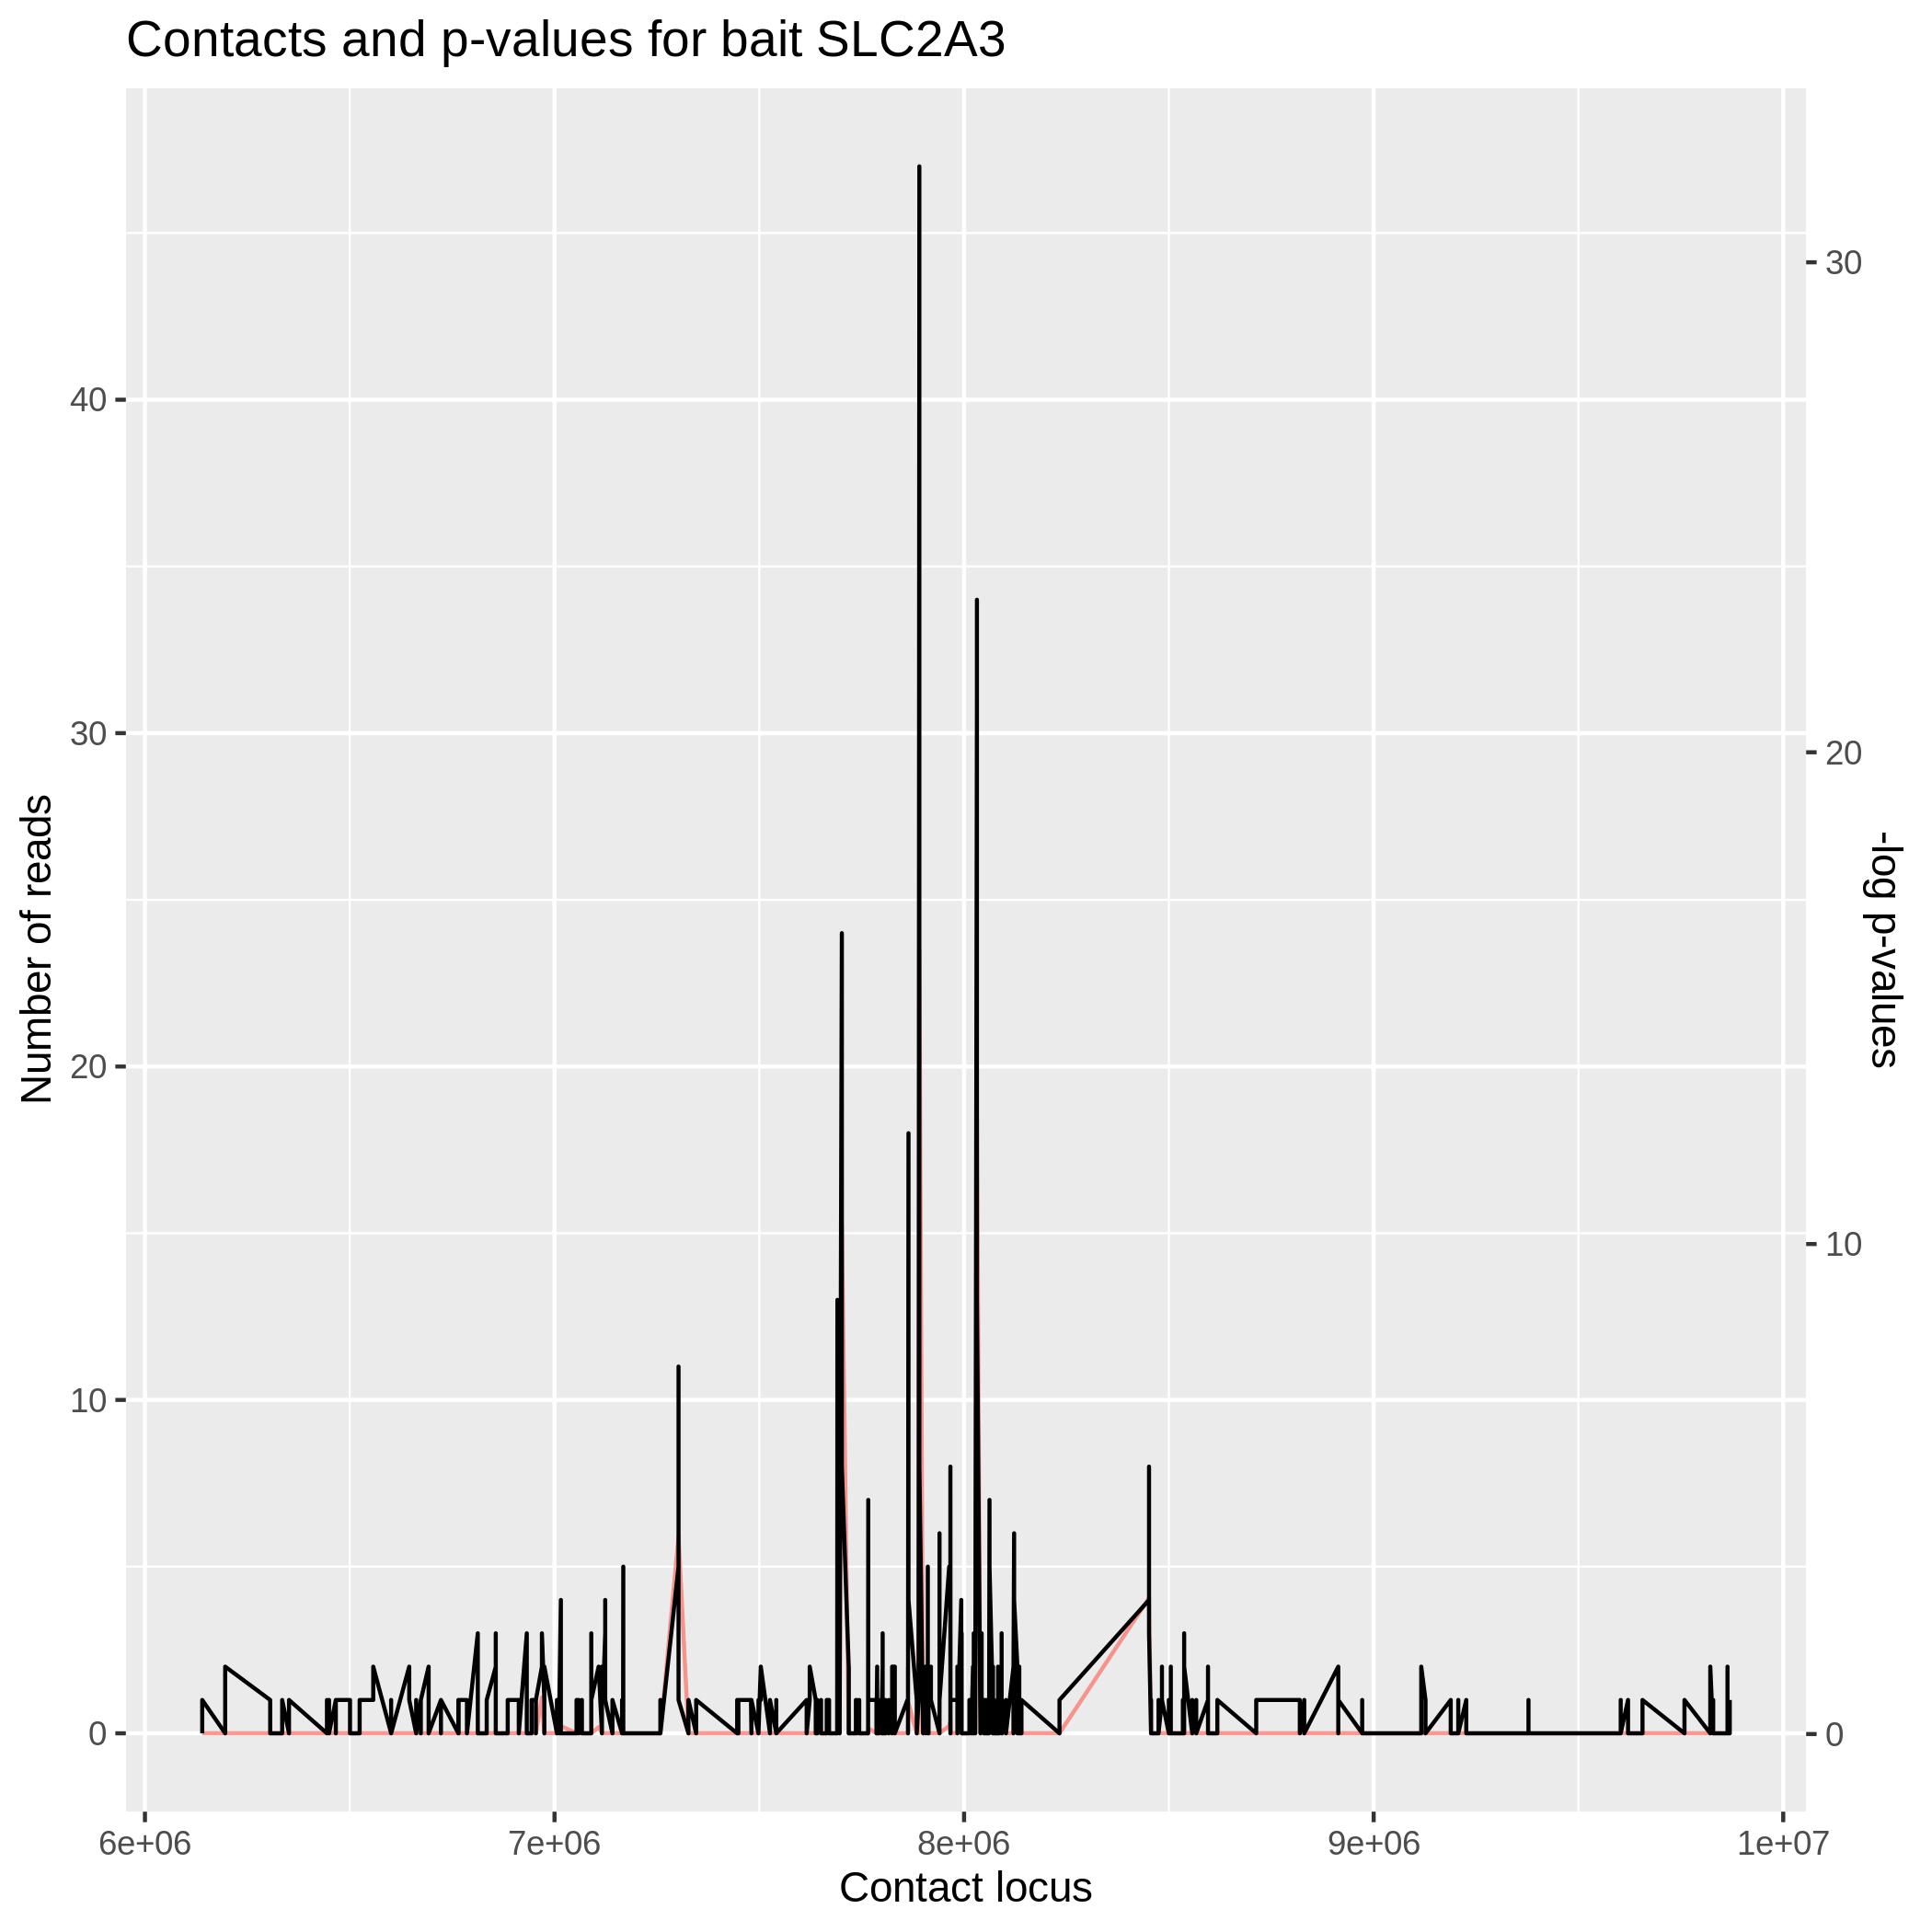 Contacts and p-values for bait SLC2A3
Number of reads
40
30
20
10
0
30
20
10
0
-log p-values
6e+06 7e+06 8e+06 9e+06 1e+07
Contact locus